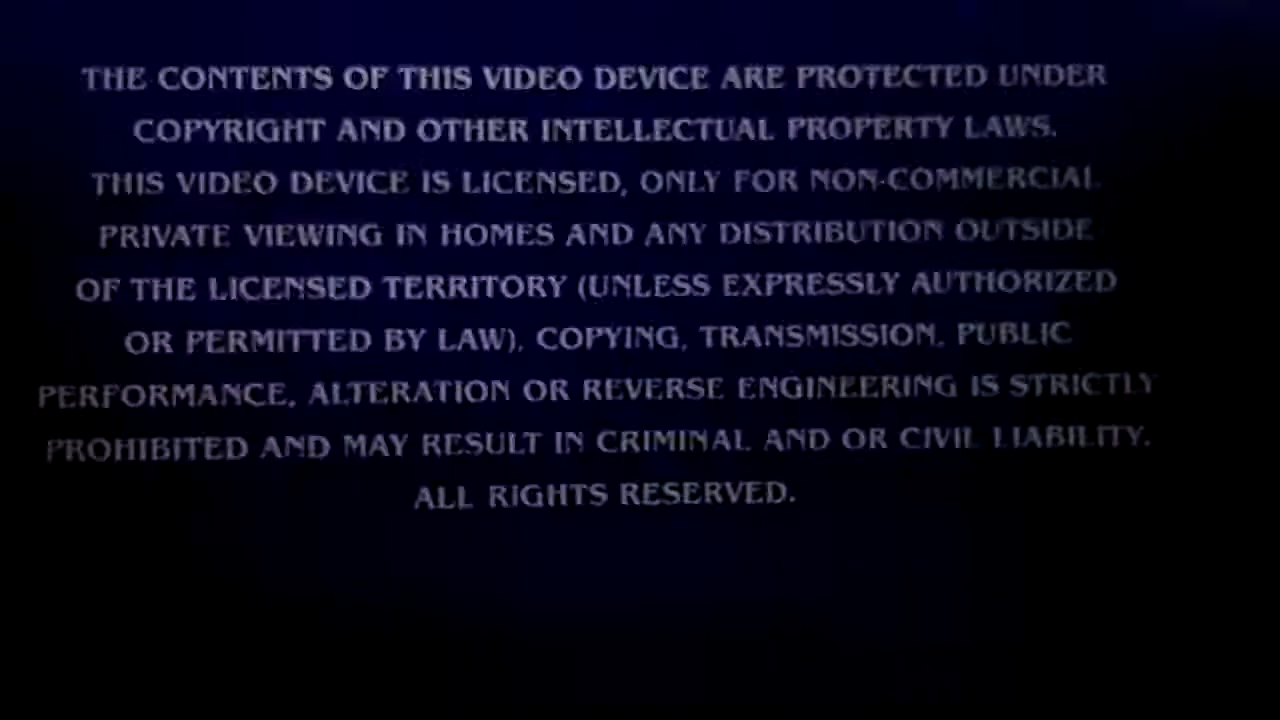 THE CONTENTS OF THIS VIDEO DEVICE ARE PROTECTED UNDER
COPYRIGHT AND OTHER INTELLECTUAL PROPERTY LAWS.
THIS VIDEO DEVICE IS LICENSED, ONLY FOR NON-COMMERCIAL
PRIVATE VIEWING IN HOMES AND ANY DISTRIBUTION OUTSIDE
OF THE LICENSED TERRITORY (UNLESS EXPRESSLY AUTHORIZED
OR PERMITTED BY LAW), COPYING, TRANSMISSION, PUBLIC
PERFORMANCE, ALTERATION OR REVERSE ENGINEERING IS STRICTLY
PROHIBITED AND MAY RESULT IN CRIMINAL AND OR CIVIL LIABILITY.
ALL RIGHTS RESERVED.